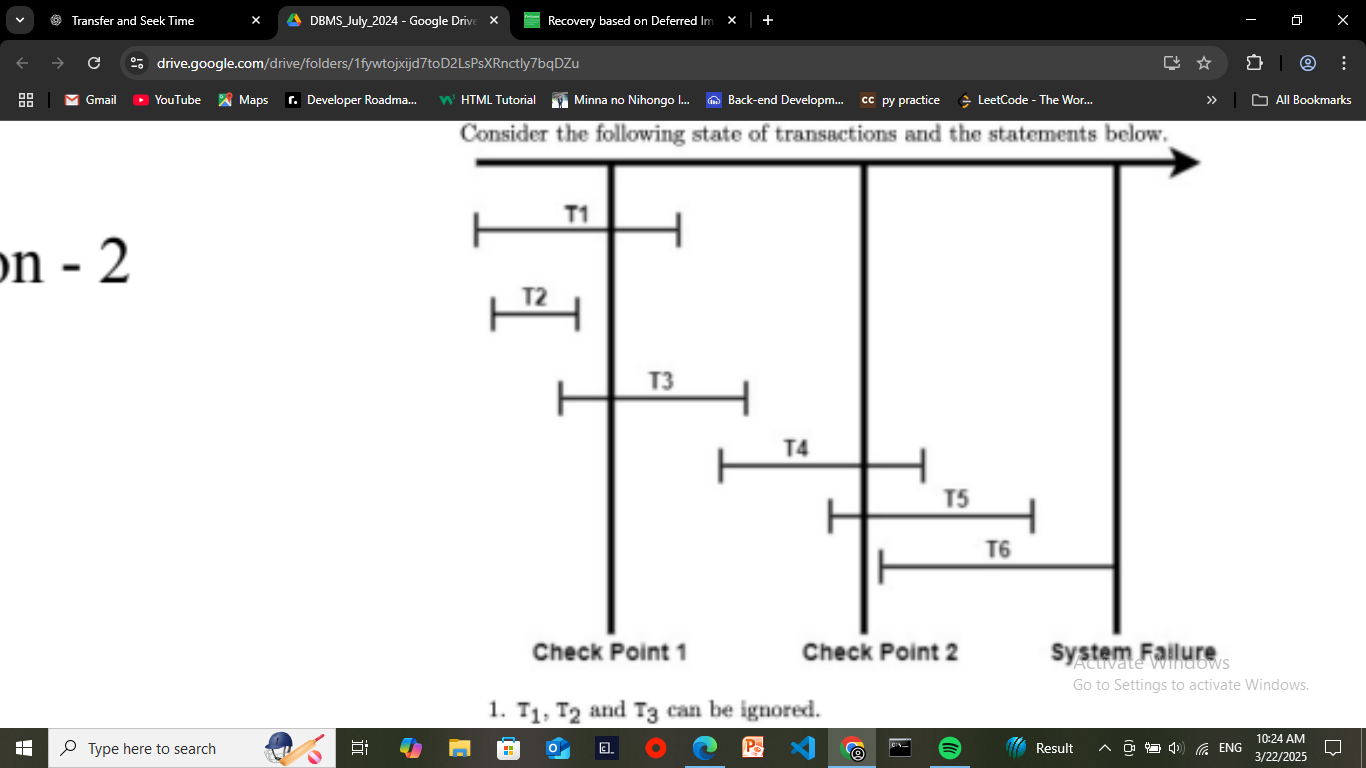 Transfer and Seek Time
DBMS_July_2024 - Google Drive
Recovery based on Deferred Im
drive.google.com/drive/folders/1fywtojxijd7toD2LsPsXRnctly7bqDZu
Gmail YouTube Maps Developer Roadma... HTML Tutorial Minna no Nihongo I... Back-end Developm... py practice LeetCode - The Wor... All Bookmarks
Consider the following state of transactions and the statements below.
T1
on - 2
T2
T3
T4
T5
T6
Check Point 1 Check Point 2 System Failure
Activate Windows
Go to Settings to activate Windows.
1. T1, T2 and T3 can be ignored.
Type here to search
Result
ENG
10:24 AM
3/22/2025